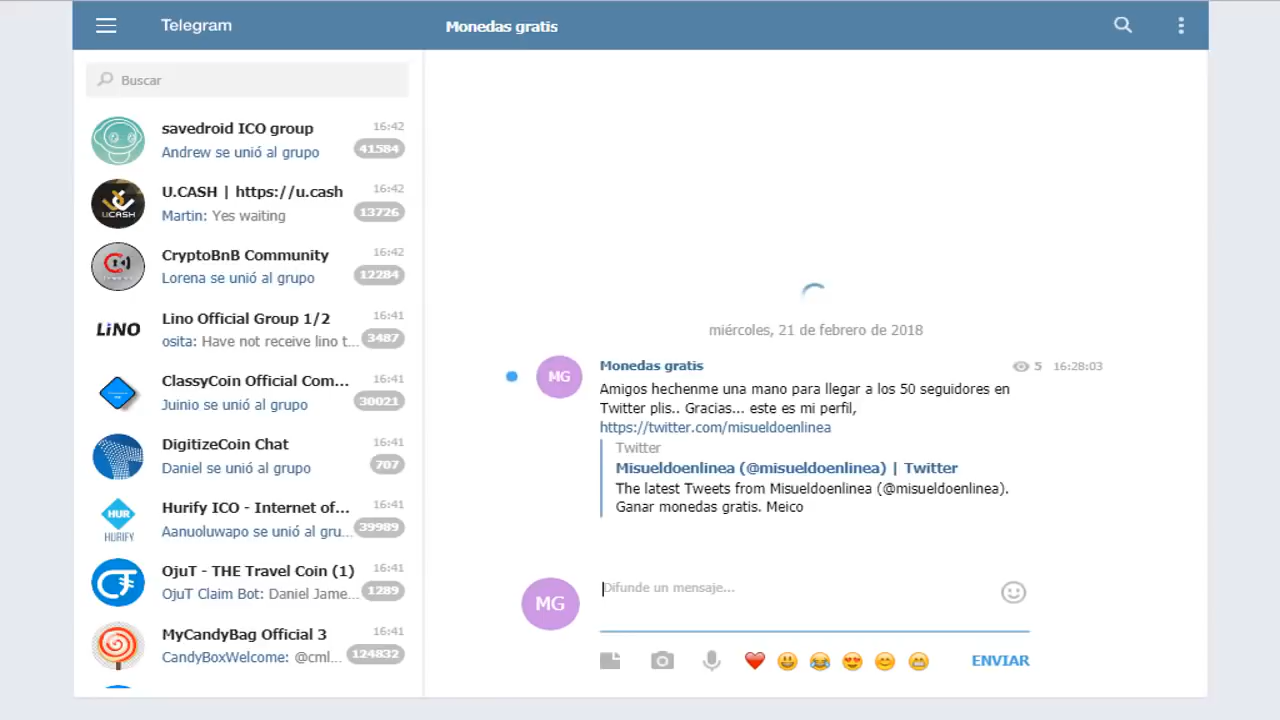 Telegram
Monedas gratis
Buscar
savedroid ICO group 16:42
Andrew se unió al grupo 41584
U.CASH | https://u.cash 16:42
Martin: Yes waiting 13726
U.CASH
CryptoBnB Community 16:42
Lorena se unió al grupo 12284
LiNO
Lino Official Group 1/2 16:41
osita: Have not receive lino t... 3487
ClassyCoin Official Com... 16:41
Juinio se unió al grupo 30021
DigitizeCoin Chat 16:41
Daniel se unió al grupo 707
HUR
HURIFY
Hurify ICO - Internet of... 16:41
Aanuoluwapo se unió al gru... 39989
OjuT - THE Travel Coin (1) 16:41
OjuT Claim Bot: Daniel Jame... 1289
MyCandyBag Official 3 16:41
CandyBoxWelcome: @cml... 124832
miércoles, 21 de febrero de 2018
MG
Monedas gratis 5 16:28:03
Amigos hechenme una mano para llegar a los 50 seguidores en
Twitter plis.. Gracias... este es mi perfil,
https://twitter.com/misueldoenlinea
Twitter
Misueldoenlinea (@misueldoenlinea) | Twitter
The latest Tweets from Misueldoenlinea (@misueldoenlinea).
Ganar monedas gratis. Meico
MG
Difunde un mensaje...
ENVIAR